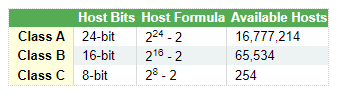 Host Bits Host Formula Available Hosts
Class A 24-bit 2²⁴ - 2 16,777,214
Class B 16-bit 2¹⁶ - 2 65,534
Class C 8-bit 2⁸ - 2 254